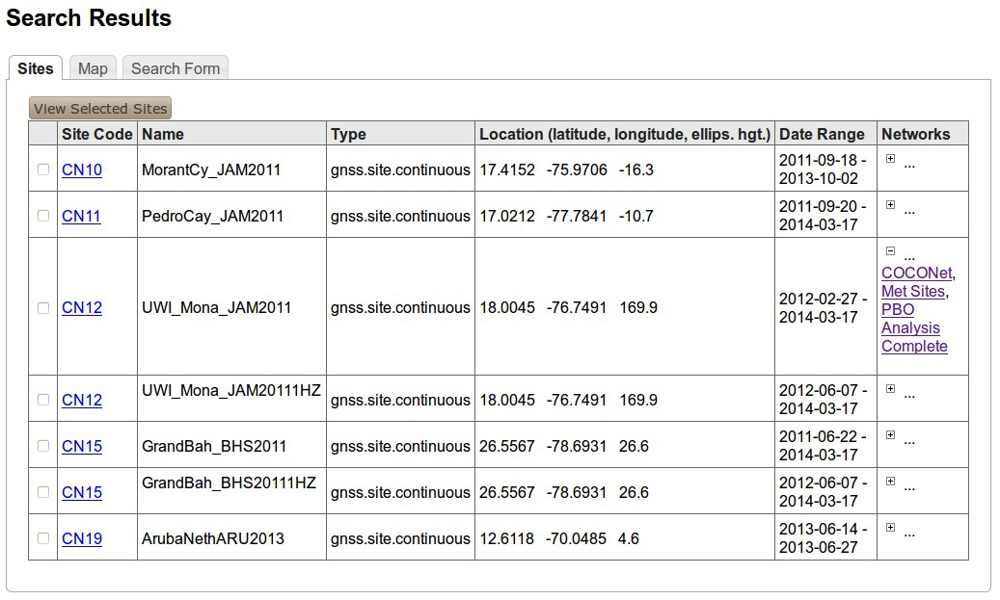 Search Results
Sites Map Search Form
View Selected Sites
Site Code Name Type Location (latitude, longitude, ellips. hgt.) Date Range Networks
CN10 MorantCy_JAM2011 gnss.site.continuous 17.4152 -75.9706 -16.3 2011-09-18 - ...
2013-10-02
CN11 PedroCay_JAM2011 gnss.site.continuous 17.0212 -77.7841 -10.7 2011-09-20 - ...
2014-03-17
CN12 UWI_Mona_JAM2011 gnss.site.continuous 18.0045 -76.7491 169.9 2012-02-27 - ...
2014-03-17
COCONet,
Met Sites,
PBO
Analysis
Complete
CN12 UWI_Mona_JAM20111HZ gnss.site.continuous 18.0045 -76.7491 169.9 2012-06-07 - ...
2014-03-17
CN15 GrandBah_BHS2011 gnss.site.continuous 26.5567 -78.6931 26.6 2011-06-22 - ...
2014-03-17
CN15 GrandBah_BHS20111HZ gnss.site.continuous 26.5567 -78.6931 26.6 2012-06-07 - ...
2014-03-17
CN19 ArubaNethARU2013 gnss.site.continuous 12.6118 -70.0485 4.6 2013-06-14 - ...
2013-06-27